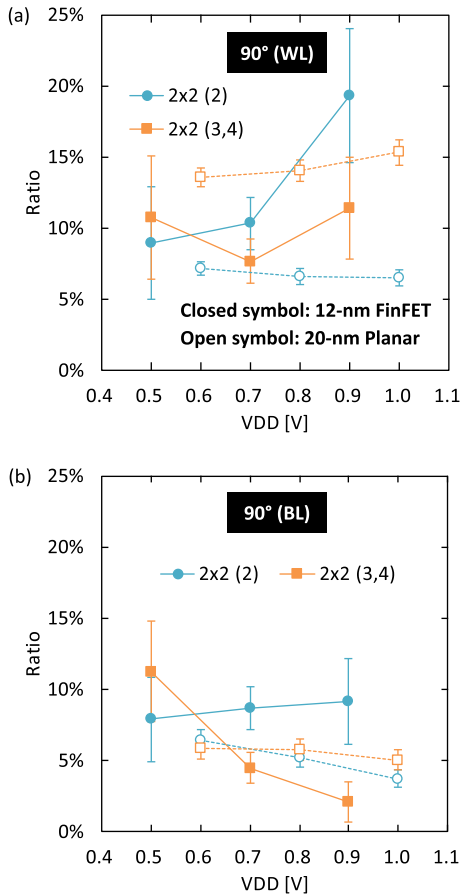 (a)
25%
20%
15%
10%
5%
0%
Ratio
90° (WL)
2x2 (2)
2x2 (3,4)
Closed symbol: 12-nm FinFET
Open symbol: 20-nm Planar
0.4 0.5 0.6 0.7 0.8 0.9 1.0 1.1
VDD [V]
(b)
25%
20%
15%
10%
5%
0%
Ratio
90° (BL)
2x2 (2) 2x2 (3,4)
0.4 0.5 0.6 0.7 0.8 0.9 1.0 1.1
VDD [V]